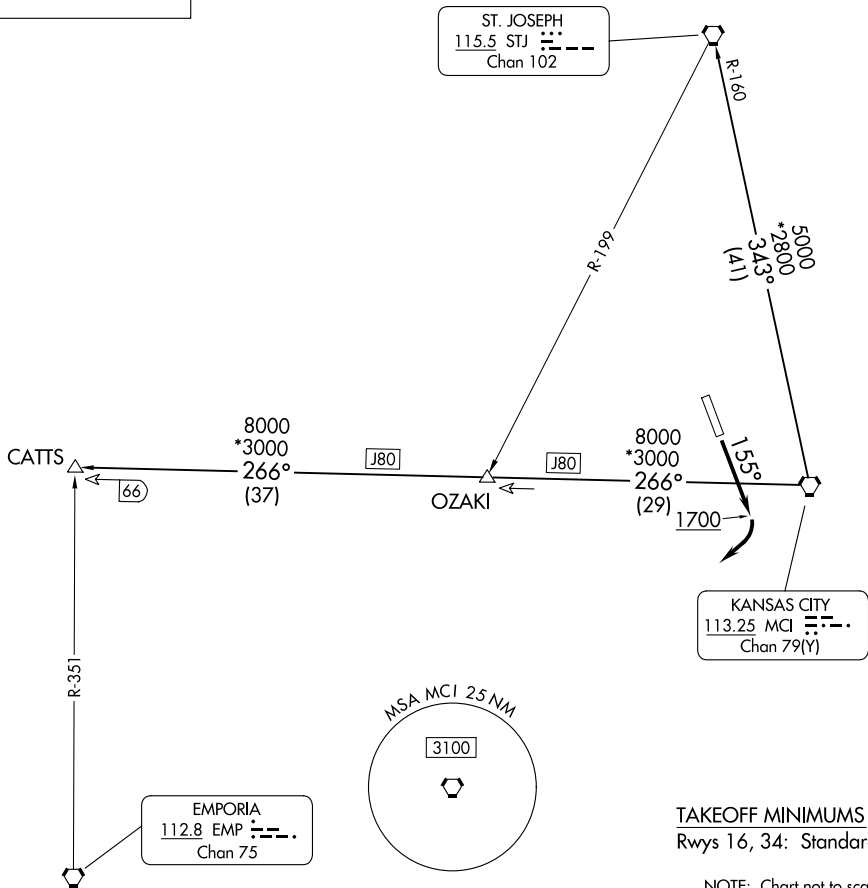 ST. JOSEPH
115.5 STJ
Chan 102
R-160
R-199
5000
*2800
343°
(41)
8000
*3000
266°
(37)
J80
J80
8000
*3000
266°
(29)
155°
CATTS
66
OZAKI
1700
KANSAS CITY
113.25 MCI
Chan 79(Y)
R-351
MSA MCI 25 NM
3100
EMPORIA
112.8 EMP
Chan 75
TAKEOFF MINIMUMS
Rwys 16, 34: Standar
NOTE: Chart not to sc